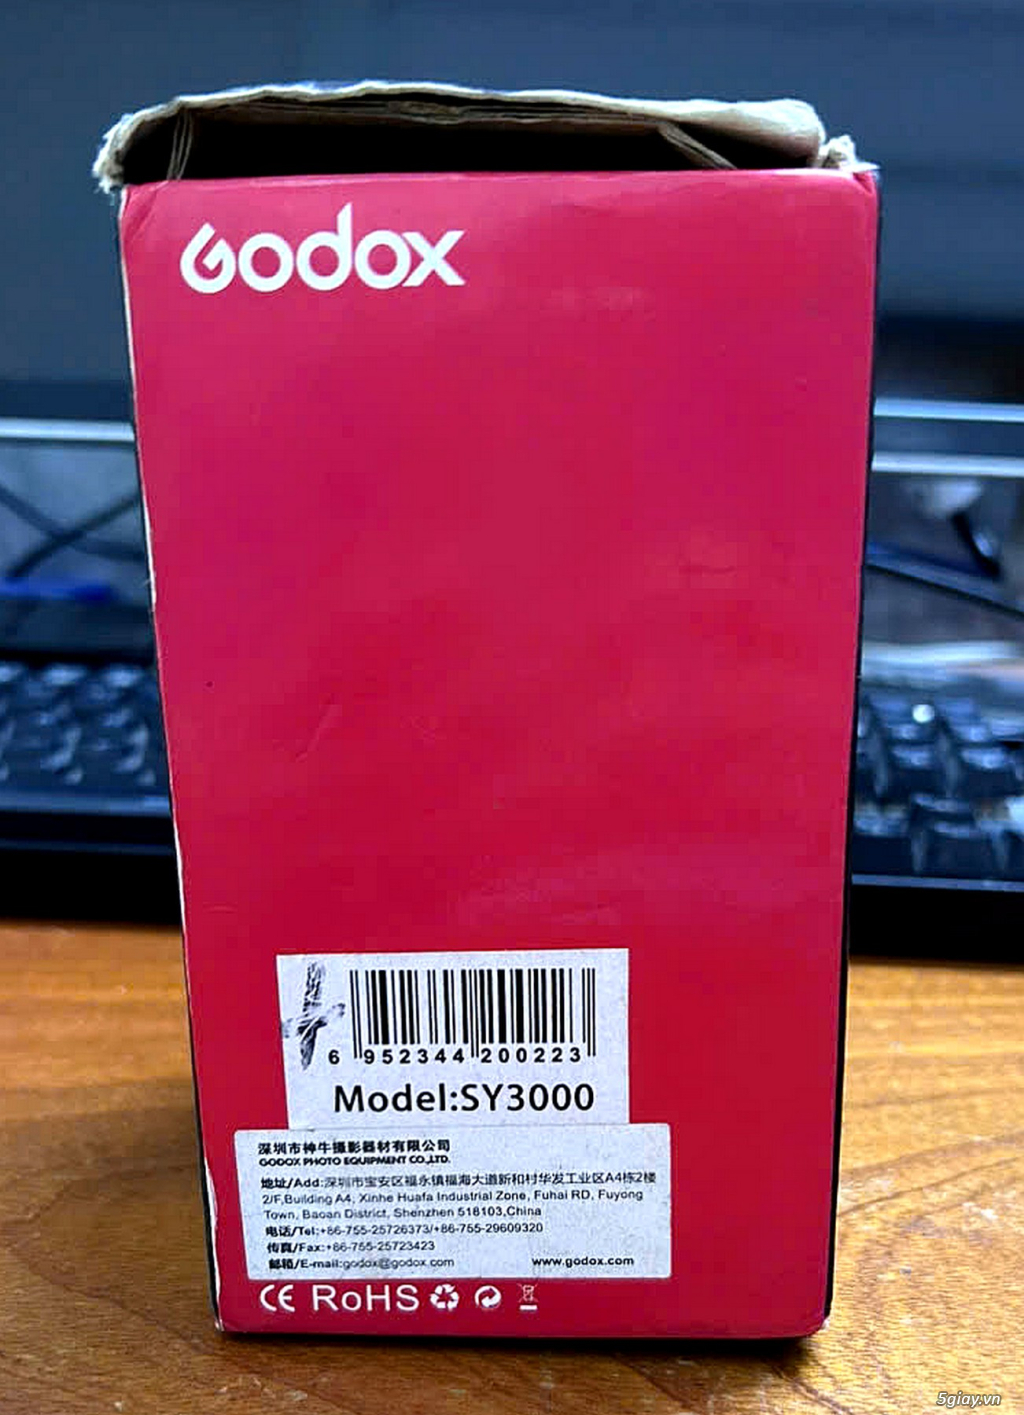 Godox
6 952344 200223
Model:SY3000
深圳市神牛摄影器材有限公司
GODOX PHOTO EQUIPMENT CO.,LTD.
地址/Add:深圳市宝安区福永镇福海大道新和村华发工业区A4栋2楼
2/F,Building A4, Xinhe Huafa Industrial Zone, Fuhai RD, Fuyong
Town, Baoan District, Shenzhen 518103,China
电话/Tel:+86-755-25726373/+86-755-29609320
传真/Fax:+86-755-25723423
邮箱/E-mail:godox@godox.com www.godox.com
CE RoHS
5giay.vn